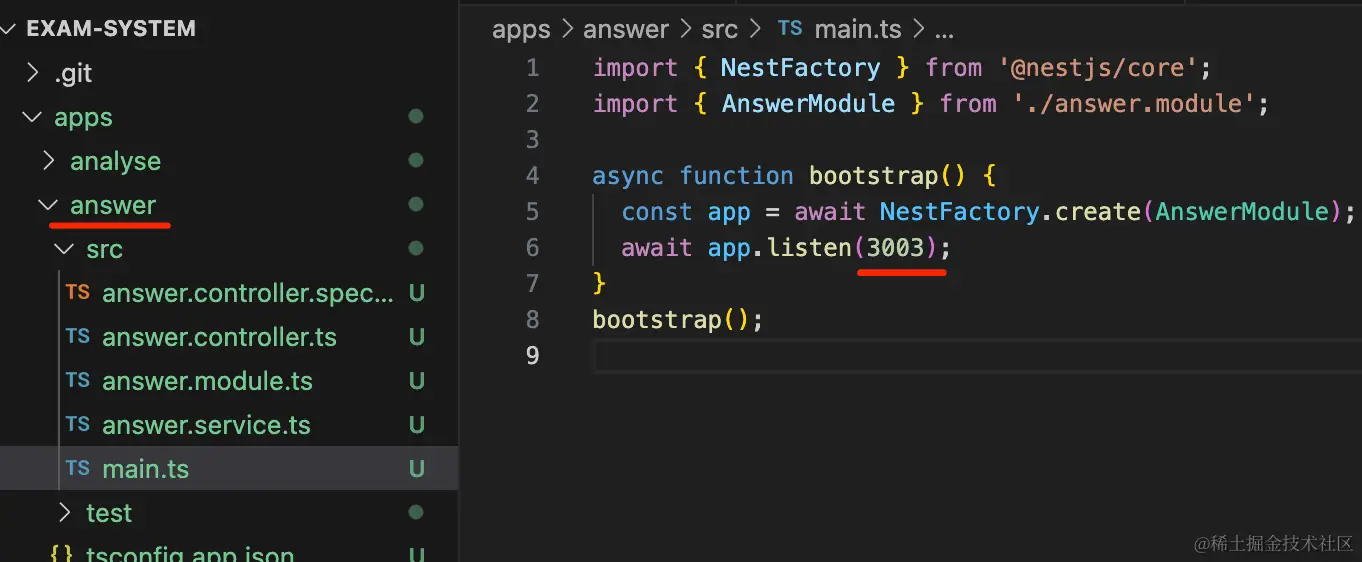 EXAM-SYSTEM
.git
apps
analyse
answer
src
TS answer.controller.spec... U
TS answer.controller.ts U
TS answer.module.ts U
TS answer.service.ts U
TS main.ts U
test
{} tsconfig.app.json U
apps > answer > src > TS main.ts > ...
1 import { NestFactory } from '@nestjs/core';
2 import { AnswerModule } from './answer.module';
3
4 async function bootstrap() {
5   const app = await NestFactory.create(AnswerModule);
6   await app.listen(3003);
7 }
8 bootstrap();
9
@稀土掘金技术社区